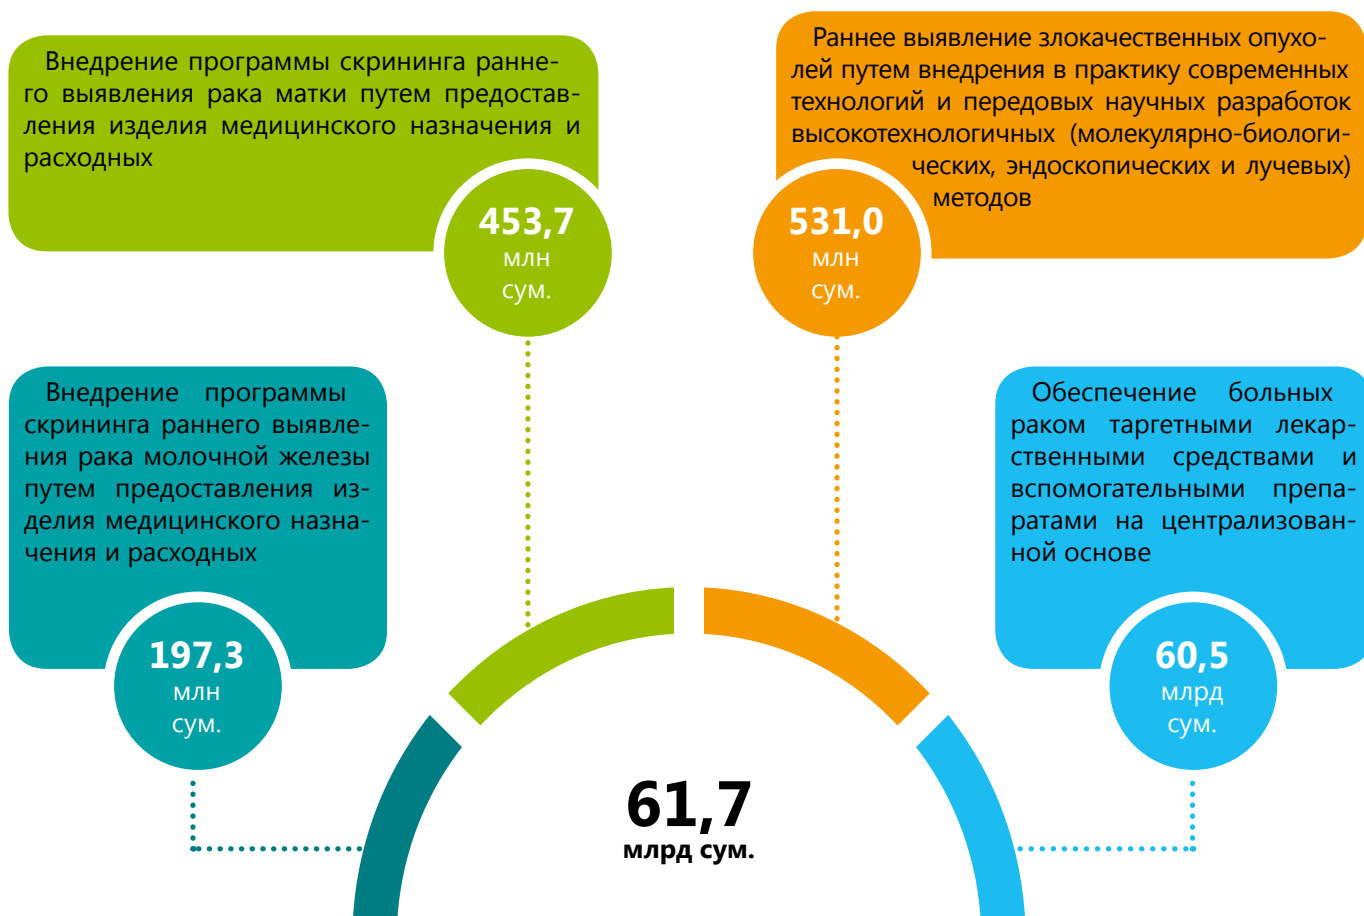 Внедрение программы скрининга ранне-
го выявления рака матки путем предостав-
ления изделия медицинского назначения и
расходных
453,7
млн
сум.
Раннее выявление злокачественных опухо-
лей путем внедрения в практику современных
технологий и передовых научных разработок
высокотехнологичных (молекулярно-биологи-
ческих, эндоскопических и лучевых)
методов
531,0
млн
сум.
Внедрение программы
скрининга раннего выявле-
ния рака молочной железы
путем предоставления из-
делия медицинского назна-
чения и расходных
197,3
млн
сум.
Обеспечение больных
раком таргетными лекар-
ственными средствами и
вспомогательными препа-
ратами на централизован-
ной основе
60,5
млрд
сум.
61,7
млрд сум.